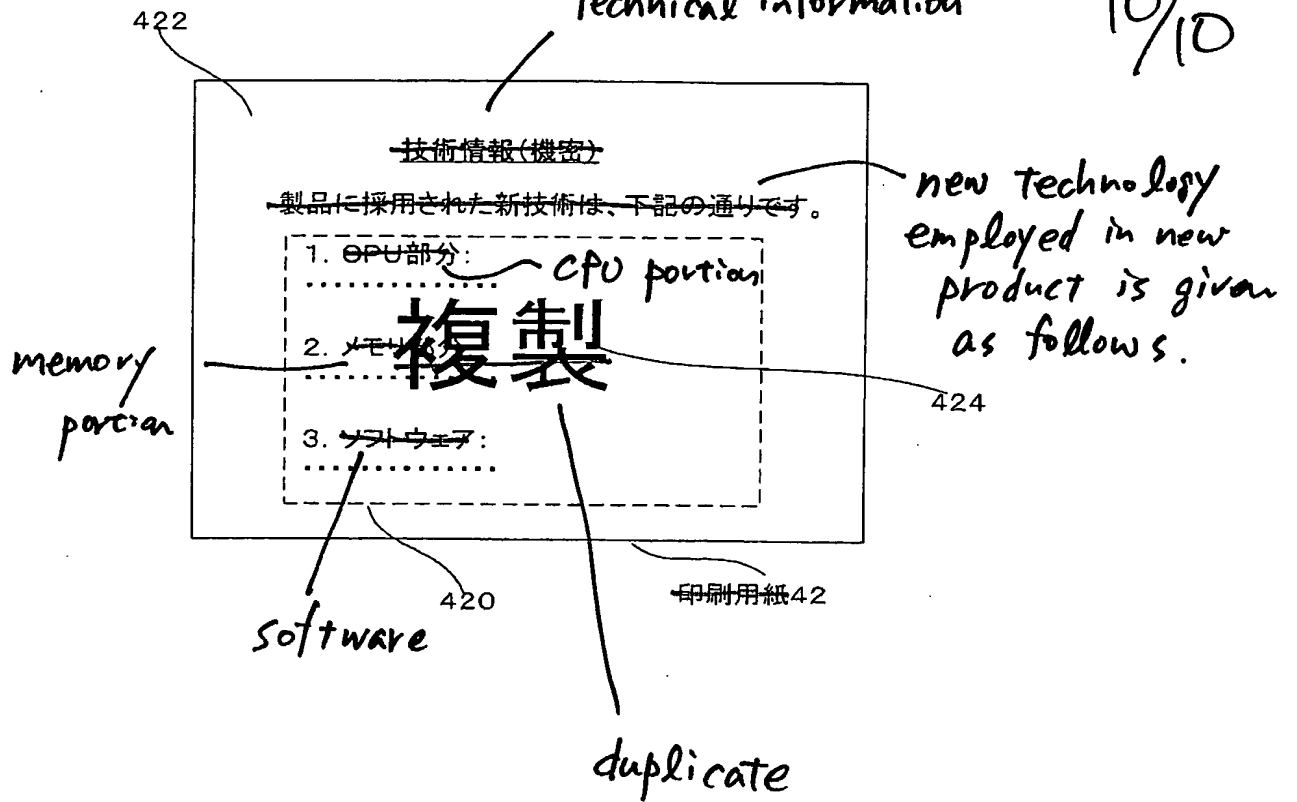 technical information
10/10
422
技術情報(機密)
製品に採用された新技術は、下記の通りです。
new technology
employed in new
product is given
as follows.
1. CPU部分:
CPU portion
複製
2. メモリ部分
memory
portion
424
3. ソフトウェア:
420
印刷用紙42
software
duplicate